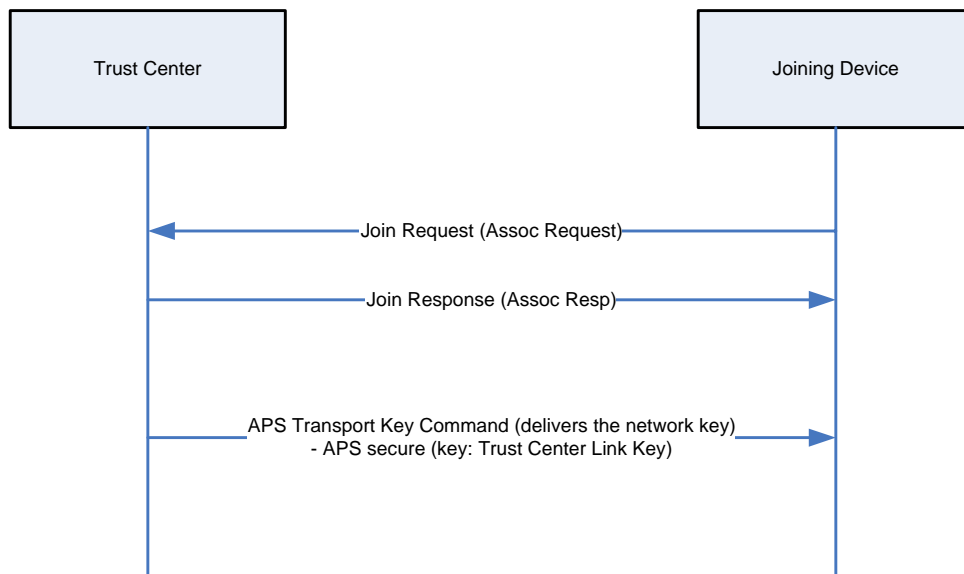 Trust Center
Joining Device
Join Request (Assoc Request)
Join Response (Assoc Resp)
APS Transport Key Command (delivers the network key)
- APS secure (key: Trust Center Link Key)